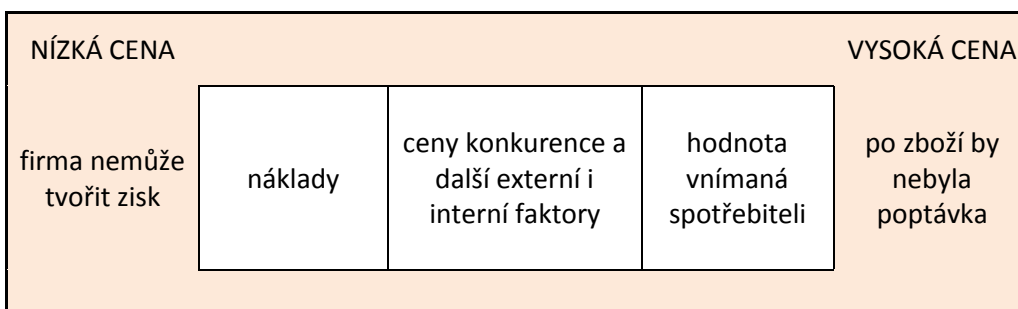 NÍZKÁ CENA
VYSOKÁ CENA
firma nemůže
tvořit zisk
náklady
ceny konkurence a
další externí i
interní faktory
hodnota
vnímaná
spotřebiteli
po zboží by
nebyla
poptávka